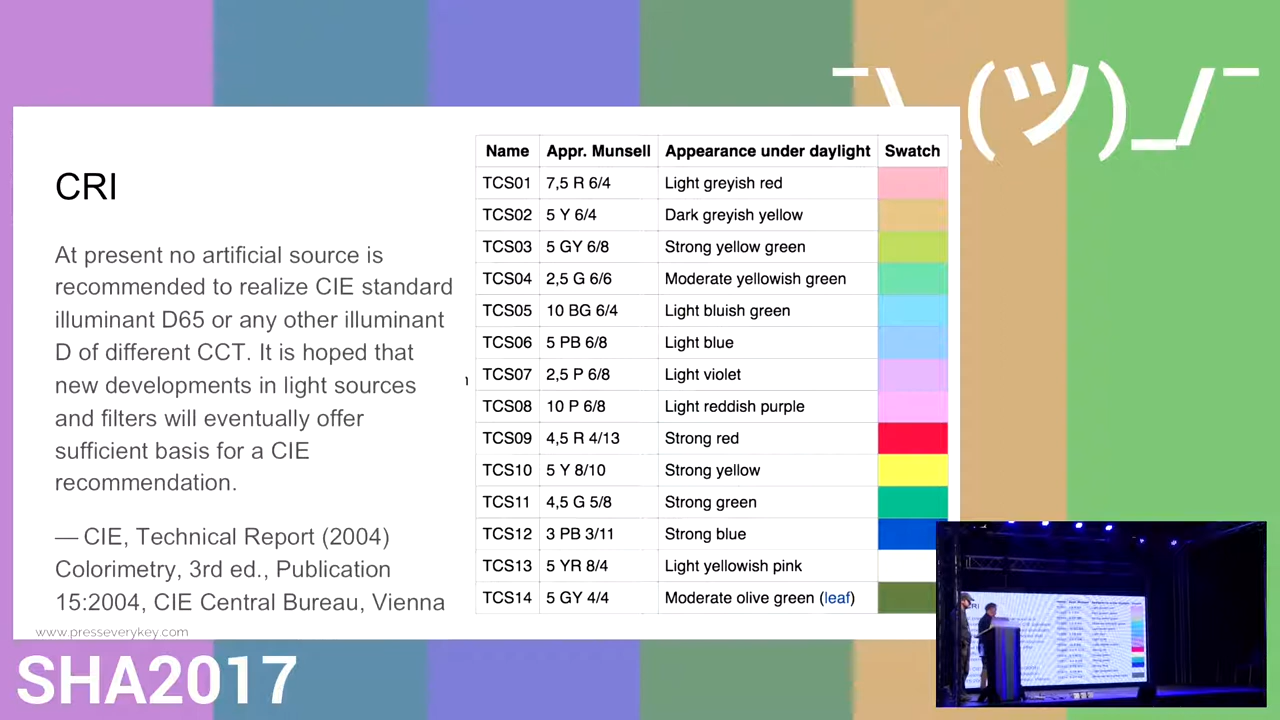 ¯\_(ツ)_/¯
CRI
At present no artificial source is
recommended to realize CIE standard
illuminant D65 or any other illuminant
D of different CCT. It is hoped that
new developments in light sources
and filters will eventually offer
sufficient basis for a CIE
recommendation.
— CIE, Technical Report (2004)
Colorimetry, 3rd ed., Publication
15:2004, CIE Central Bureau, Vienna
Name Appr. Munsell Appearance under daylight Swatch
TCS01 7,5 R 6/4 Light greyish red
TCS02 5 Y 6/4 Dark greyish yellow
TCS03 5 GY 6/8 Strong yellow green
TCS04 2,5 G 6/6 Moderate yellowish green
TCS05 10 BG 6/4 Light bluish green
TCS06 5 PB 6/8 Light blue
TCS07 2,5 P 6/8 Light violet
TCS08 10 P 6/8 Light reddish purple
TCS09 4,5 R 4/13 Strong red
TCS10 5 Y 8/10 Strong yellow
TCS11 4,5 G 5/8 Strong green
TCS12 3 PB 3/11 Strong blue
TCS13 5 YR 8/4 Light yellowish pink
TCS14 5 GY 4/4 Moderate olive green (leaf)
SHA2017